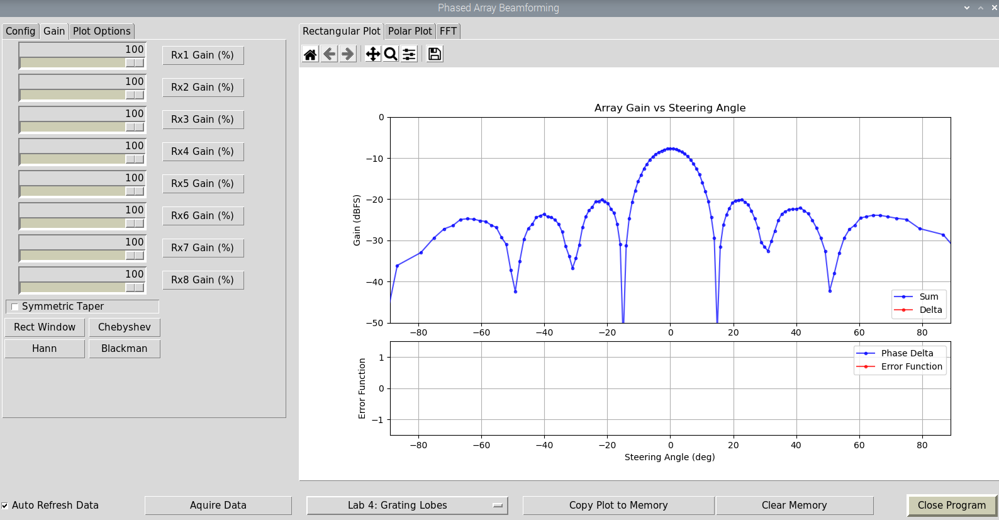 Phased Array Beamforming
Config Gain Plot Options
100
Rx1 Gain (%)
100
Rx2 Gain (%)
100
Rx3 Gain (%)
100
Rx4 Gain (%)
100
Rx5 Gain (%)
100
Rx6 Gain (%)
100
Rx7 Gain (%)
100
Rx8 Gain (%)
Symmetric Taper
Rect Window Chebyshev
Hann Blackman
Rectangular Plot Polar Plot FFT
Array Gain vs Steering Angle
Gain (dBFS)
0
−10
−20
−30
−40
−50
Sum
Delta
−80 −60 −40 −20 0 20 40 60 80
Error Function
1
0
−1
Phase Delta
Error Function
−80 −60 −40 −20 0 20 40 60 80
Steering Angle (deg)
Auto Refresh Data Aquire Data Lab 4: Grating Lobes Copy Plot to Memory Clear Memory Close Program